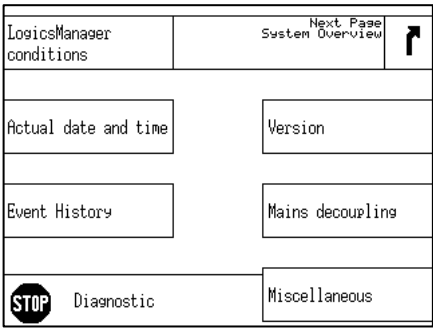 LogicsManager
conditions
Next Page
System Overview
Actual date and time
Version
Event History
Mains decoupling
STOP
Diagnostic
Miscellaneous